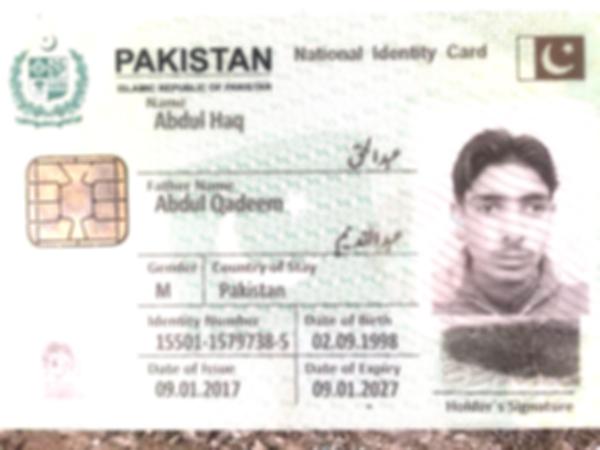 PAKISTAN National Identity Card
ISLAMIC REPUBLIC OF PAKISTAN
Name
Abdul Haq
عبدالحق
Father Name
Abdul Qadeem
عبدالقدیم
Gender Country of Stay
M Pakistan
Identity Number Date of Birth
15501-1579738-5 02.09.1998
Date of Issue Date of Expiry
09.01.2017 09.01.2027
Holder's Signature